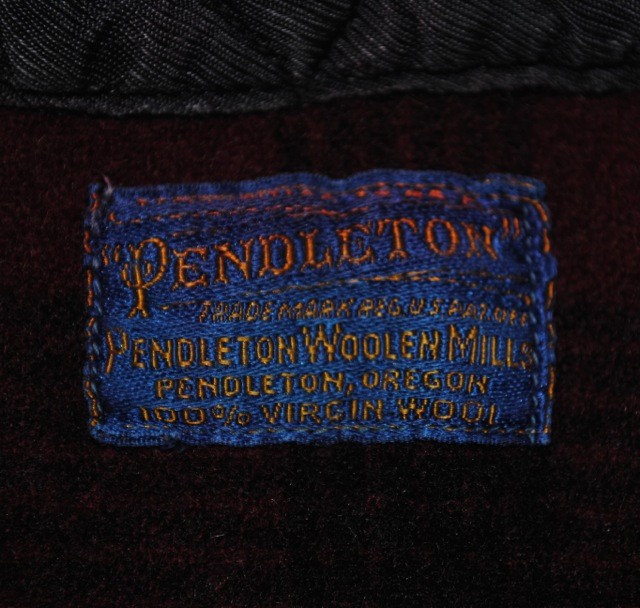 "PENDLETON"
TRADE MARK REG. U.S. PAT. OFF.
PENDLETON WOOLEN MILLS
PENDLETON, OREGON
100% VIRGIN WOOL